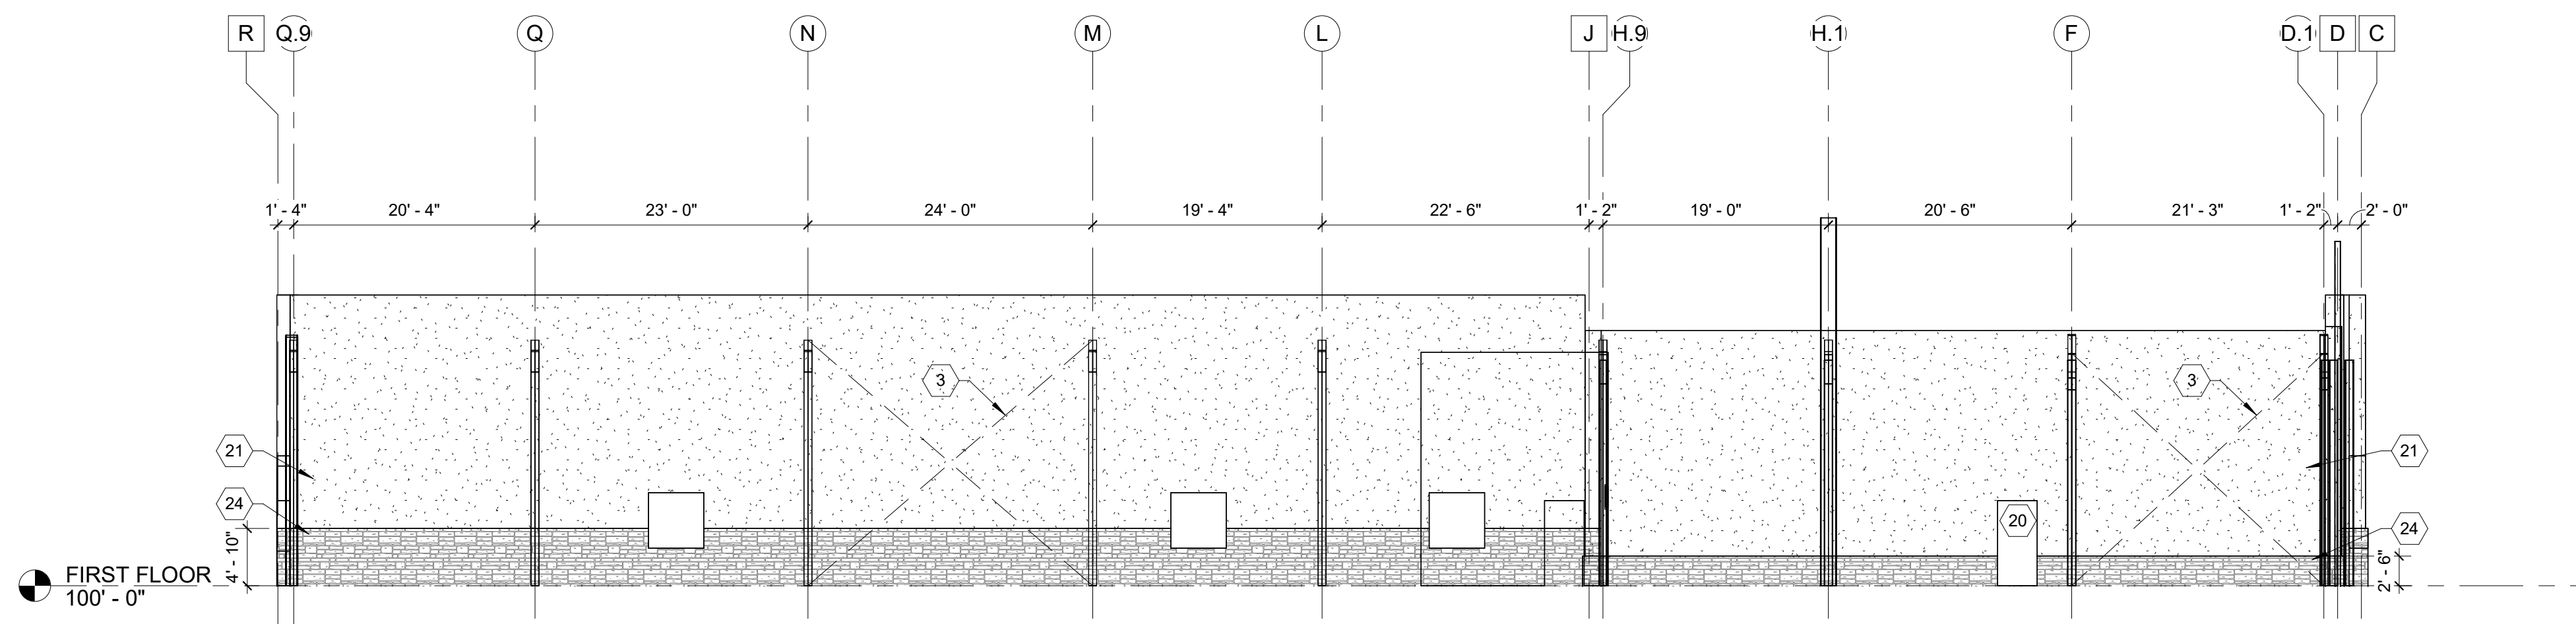 R Q.9 Q N M L J H.9 H.1 F D.1 D C
1' - 4" 20' - 4" 23' - 0" 24' - 0" 19' - 4" 22' - 6" 1' - 2" 19' - 0" 20' - 6" 21' - 3" 1' - 2" 2' - 0"
3 3
21 21
24 20 24
4' - 10" 2' - 6"
FIRST FLOOR
100' - 0"